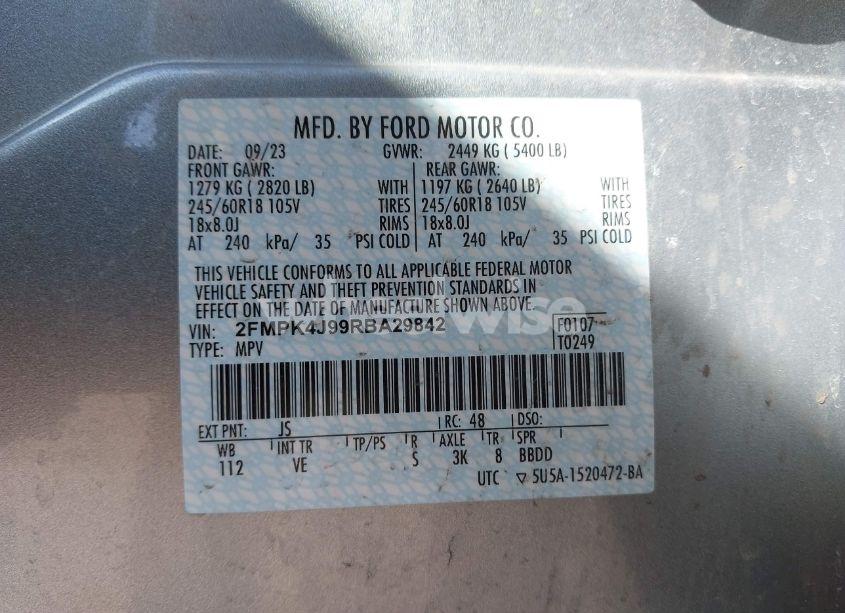 MFD. BY FORD MOTOR CO.
DATE: 09/23 GVWR: 2449 KG ( 5400 LB)
FRONT GAWR: REAR GAWR:
1279 KG ( 2820 LB) WITH 1197 KG ( 2640 LB) WITH
245/60R18 105V TIRES 245/60R18 105V TIRES
18x8.0J RIMS 18x8.0J RIMS
AT 240 kPa/ 35 PSI COLD AT 240 kPa/ 35 PSI COLD
THIS VEHICLE CONFORMS TO ALL APPLICABLE FEDERAL MOTOR
VEHICLE SAFETY AND THEFT PREVENTION STANDARDS IN
EFFECT ON THE DATE OF MANUFACTURE SHOWN ABOVE.
VIN: 2FMPK4J99RBA29842 F0107
TYPE: MPV T0249
EXT PNT: JS RC: 48 DSO:
WB INT TR TP/PS R AXLE TR SPR
112 VE S 3K 8 BBDD
UTC ▽ 5U5A-1520472-BA